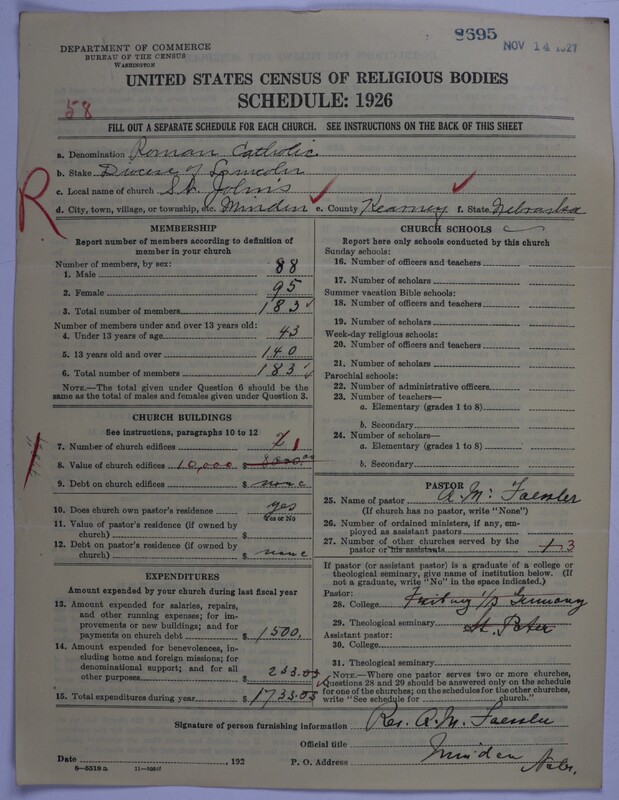 8695
NOV 14 1927
DEPARTMENT OF COMMERCE
BUREAU OF THE CENSUS
WASHINGTON
UNITED STATES CENSUS OF RELIGIOUS BODIES
SCHEDULE: 1926
58
FILL OUT A SEPARATE SCHEDULE FOR EACH CHURCH. SEE INSTRUCTIONS ON THE BACK OF THIS SHEET
a. Denomination Roman Catholic
b. Stake Diocese of Lincoln
c. Local name of church St. John's
R
d. City, town, village, or township, etc. Minden e. County Kearney f. State Nebraska
MEMBERSHIP
Report number of members according to definition of
member in your church
Number of members, by sex:
1. Male 88
2. Female 95
3. Total number of members 183
Number of members under and over 13 years old:
4. Under 13 years of age 43
5. 13 years old and over 140
6. Total number of members 183
NOTE.—The total given under Question 6 should be
same as the total of males and females given under Question 3.
CHURCH BUILDINGS
See instructions, paragraphs 10 to 12
7. Number of church edifices 1
8. Value of church edifices 10,000 $ 8000.00
9. Debt on church edifices $ none
10. Does church own pastor's residence? yes
Yes or No
11. Value of pastor's residence (if owned by
church) $
12. Debt on pastor's residence (if owned by
church) $ none
EXPENDITURES
Amount expended by your church during last fiscal year
13. Amount expended for salaries, repairs,
and other running expenses; for im-
provements or new buildings; and for
payments on church debt $ 1500.
14. Amount expended for benevolences, in-
cluding home and foreign missions; for
denominational support; and for all
other purposes $ 233.05
15. Total expenditures during year $ 1733.05
CHURCH SCHOOLS
Report here only schools conducted by this church
Sunday schools:
16. Number of officers and teachers
17. Number of scholars
Summer vacation Bible schools:
18. Number of officers and teachers
19. Number of scholars
Week-day religious schools:
20. Number of officers and teachers
21. Number of scholars
Parochial schools:
22. Number of administrative officers
23. Number of teachers—
a. Elementary (grades 1 to 8)
b. Secondary
24. Number of scholars—
a. Elementary (grades 1 to 8)
b. Secondary
PASTOR
25. Name of pastor A. M. Faessler
(If church has no pastor, write "None")
26. Number of ordained ministers, if any, em-
ployed as assistant pastors
27. Number of other churches served by the
pastor or his assistants 3
If pastor (or assistant pastor) is a graduate of a college or
theological seminary, give name of institution below. (If
not a graduate, write "No" in the space indicated.)
Pastor:
28. College Germany
29. Theological seminary St. Peter
Assistant pastor:
30. College
31. Theological seminary
NOTE.—Where one pastor serves two or more churches,
Questions 28 and 29 should be answered only on the schedule
for one of the churches; on the schedules for the other churches,
write "See schedule for church."
Signature of person furnishing information Rev. A. M. Faessler
Official title
Date , 192 P. O. Address Minden Nebr.